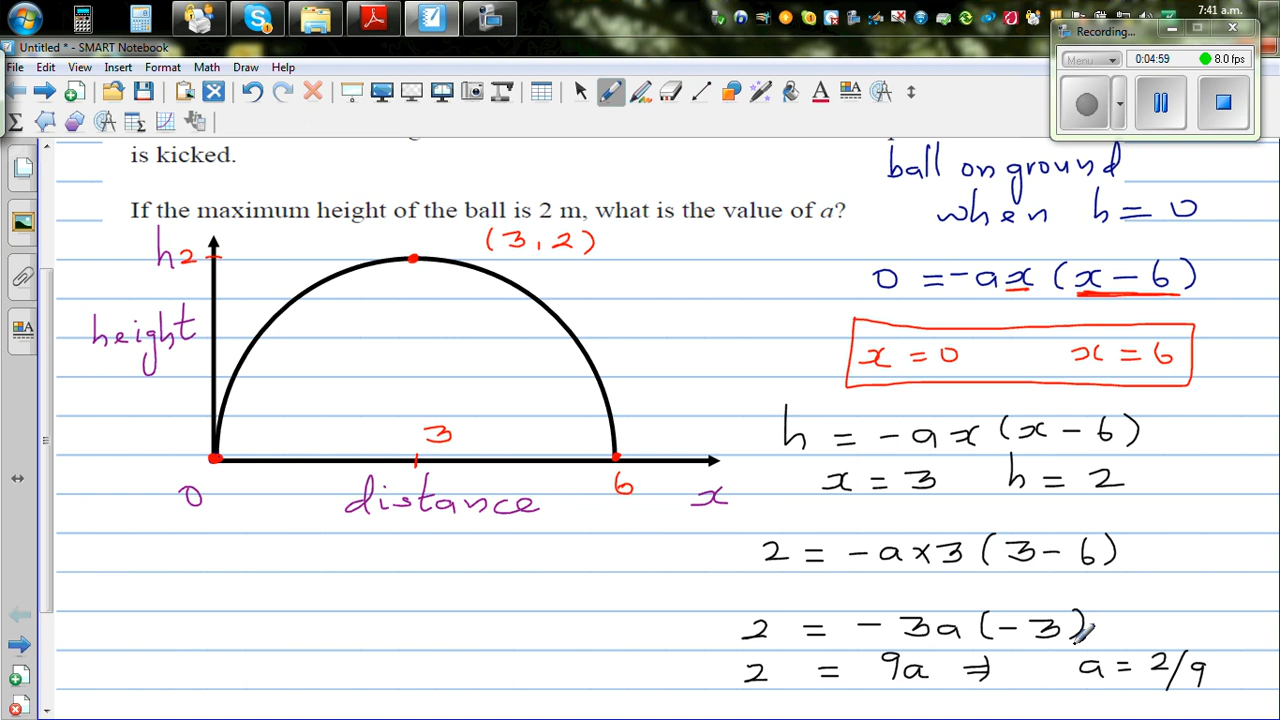 7:41 a.m.
Untitled * - SMART Notebook
Recording...
File Edit View Insert Format Math Draw Help
Menu 0:04:59 8.0 fps
is kicked.
If the maximum height of the ball is 2 m, what is the value of a?
h 2
(3, 2)
height
3
0
distance
6
x
ball on ground
when h = 0
0 = -ax (x - 6)
x = 0 x = 6
h = -ax (x - 6)
x = 3 h = 2
2 = -a×3 (3 - 6)
2 = -3a (-3)
2 = 9a ⇒ a = 2/9